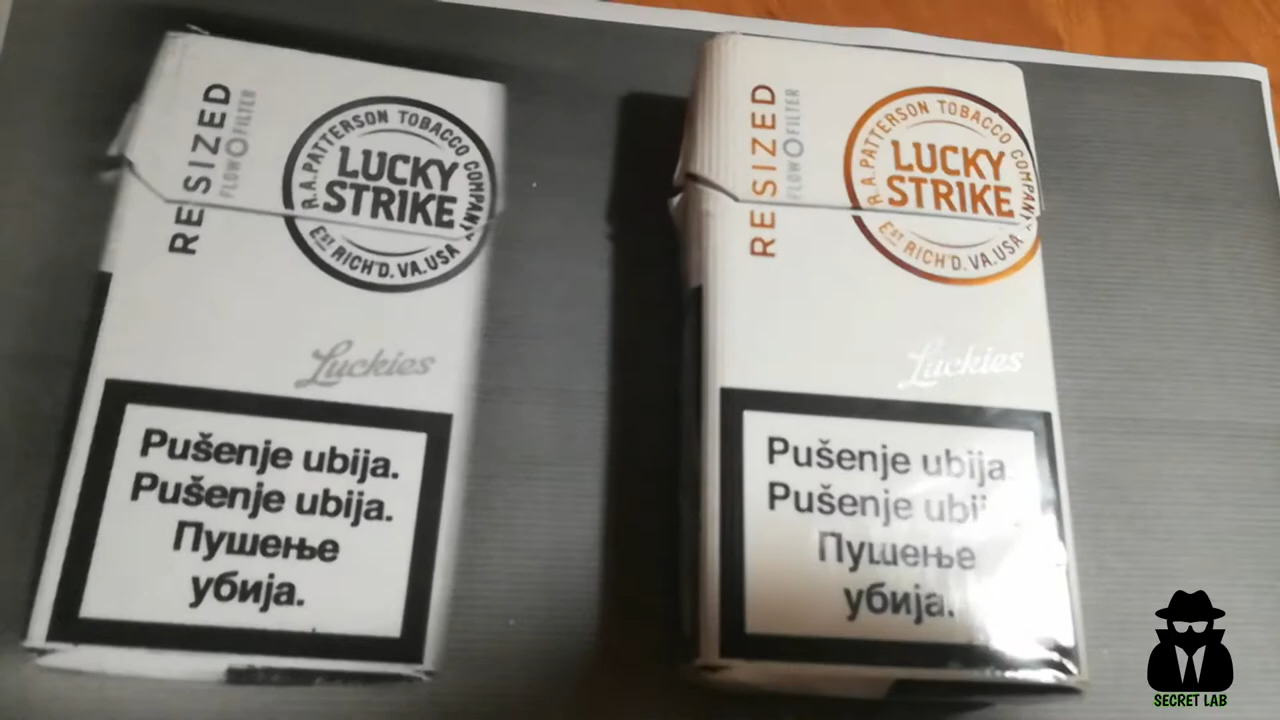 RESIZED
FLOW FILTER
R.A.PATTERSON TOBACCO COMPANY
LUCKY
STRIKE
EST RICH'D. VA. USA
Luckies
Pušenje ubija.
Pušenje ubija.
Пушење
убија.
RESIZED
FLOW FILTER
R.A.PATTERSON TOBACCO COMPANY
LUCKY
STRIKE
EST RICH'D. VA. USA
Luckies
Pušenje ubija.
Pušenje
Пушење
убија.
SECRET LAB